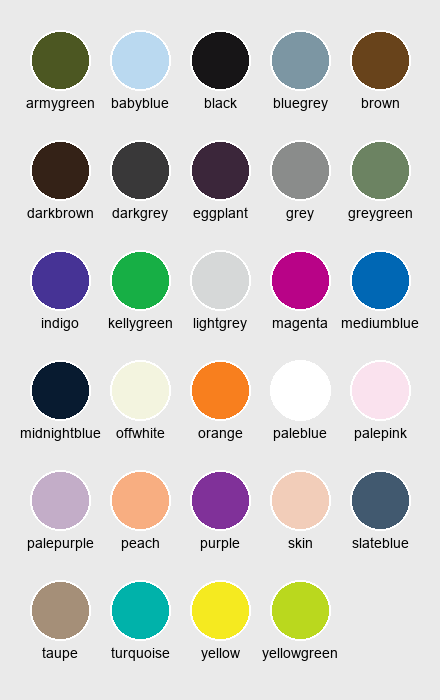 armygreen babyblue black bluegrey brown
darkbrown darkgrey eggplant grey greygreen
indigo kellygreen lightgrey magenta mediumblue
midnightblue offwhite orange paleblue palepink
palepurple peach purple skin slateblue
taupe turquoise yellow yellowgreen